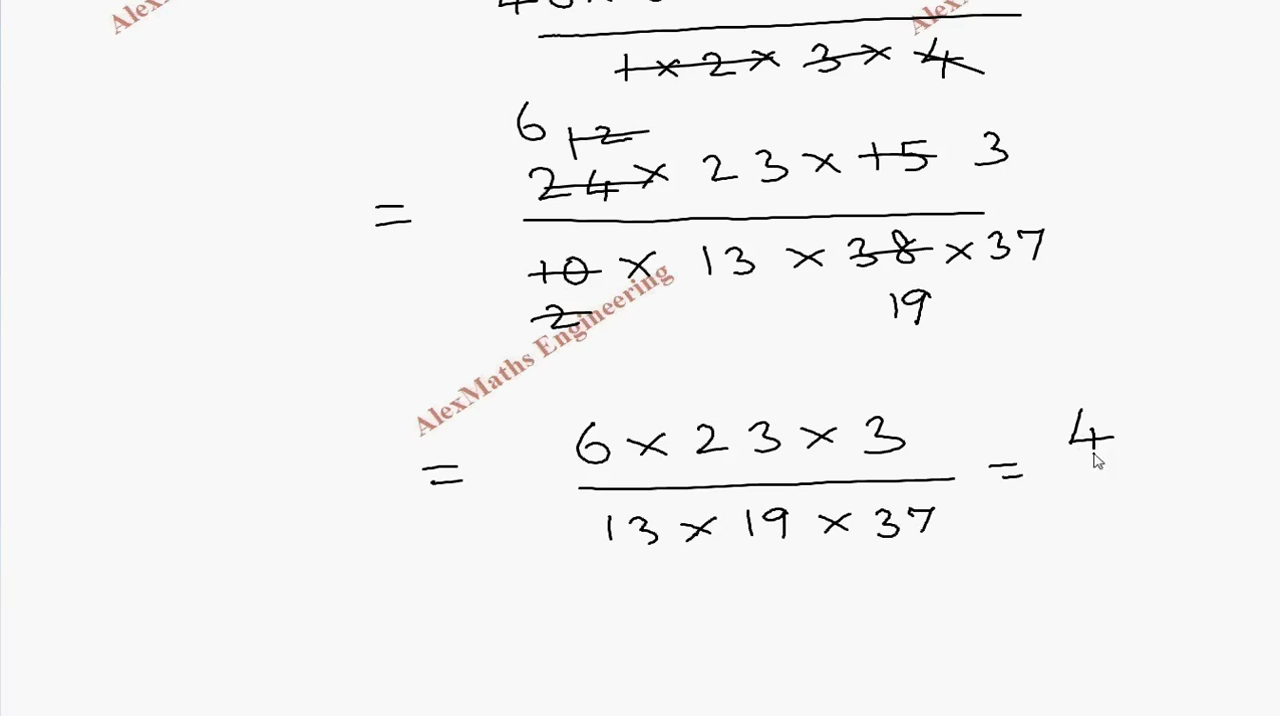 1 × 2 × 3 × 4
6 12
24 × 23 × 15 3
=
10 × 13 × 38 × 37
2 19
AlexMaths Engineering
6 × 23 × 3
= = 4
13 × 19 × 37